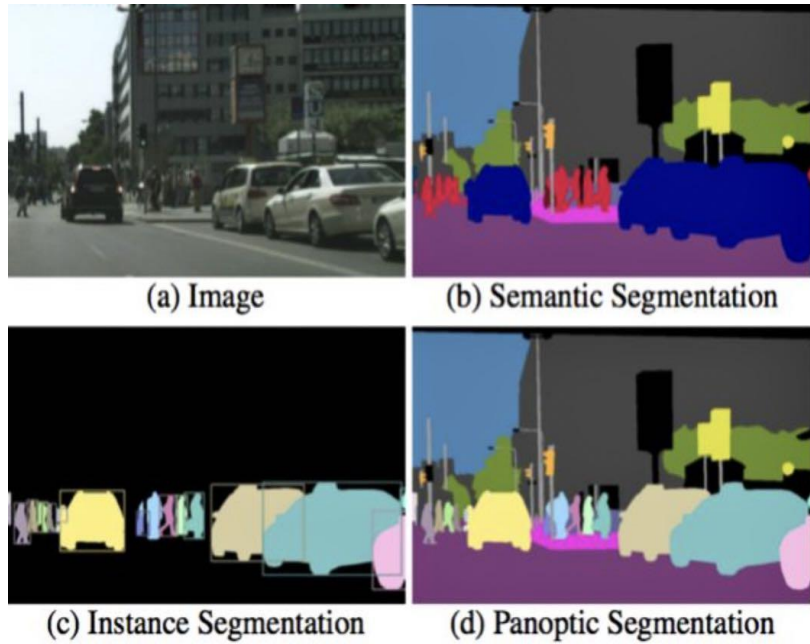 (a) Image
(b) Semantic Segmentation
(c) Instance Segmentation
(d) Panoptic Segmentation